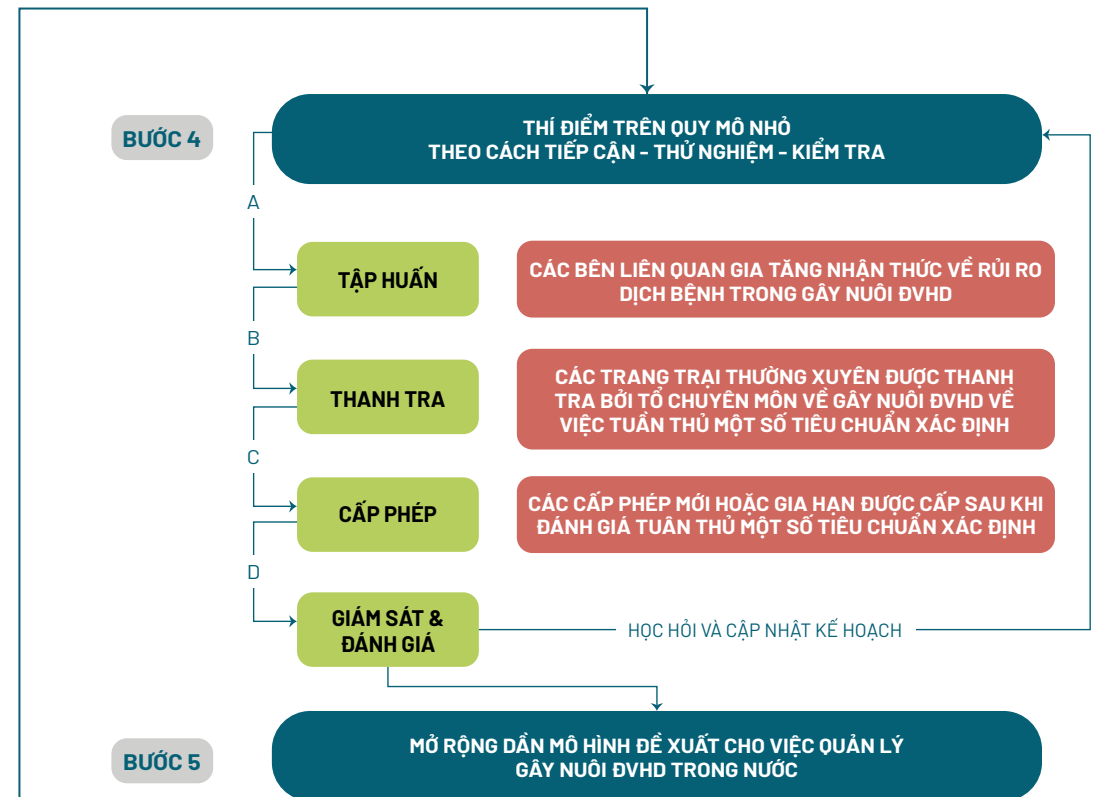 BƯỚC 4
THÍ ĐIỂM TRÊN QUY MÔ NHỎ
THEO CÁCH TIẾP CẬN - THỬ NGHIỆM - KIỂM TRA
A
TẬP HUẤN
CÁC BÊN LIÊN QUAN GIA TĂNG NHẬN THỨC VỀ RỦI RO
DỊCH BỆNH TRONG GÂY NUÔI ĐVHD
B
THANH TRA
CÁC TRANG TRẠI THƯỜNG XUYÊN ĐƯỢC THANH
TRA BỞI TỔ CHUYÊN MÔN VỀ GÂY NUÔI ĐVHD VỀ
VIỆC TUẦN THỦ MỘT SỐ TIÊU CHUẨN XÁC ĐỊNH
C
CẤP PHÉP
CÁC CẤP PHÉP MỚI HOẶC GIA HẠN ĐƯỢC CẤP SAU KHI
ĐÁNH GIÁ TUÂN THỦ MỘT SỐ TIÊU CHUẨN XÁC ĐỊNH
D
GIÁM SÁT &
ĐÁNH GIÁ
HỌC HỎI VÀ CẬP NHẬT KẾ HOẠCH
BƯỚC 5
MỞ RỘNG DẦN MÔ HÌNH ĐỀ XUẤT CHO VIỆC QUẢN LÝ
GÂY NUÔI ĐVHD TRONG NƯỚC